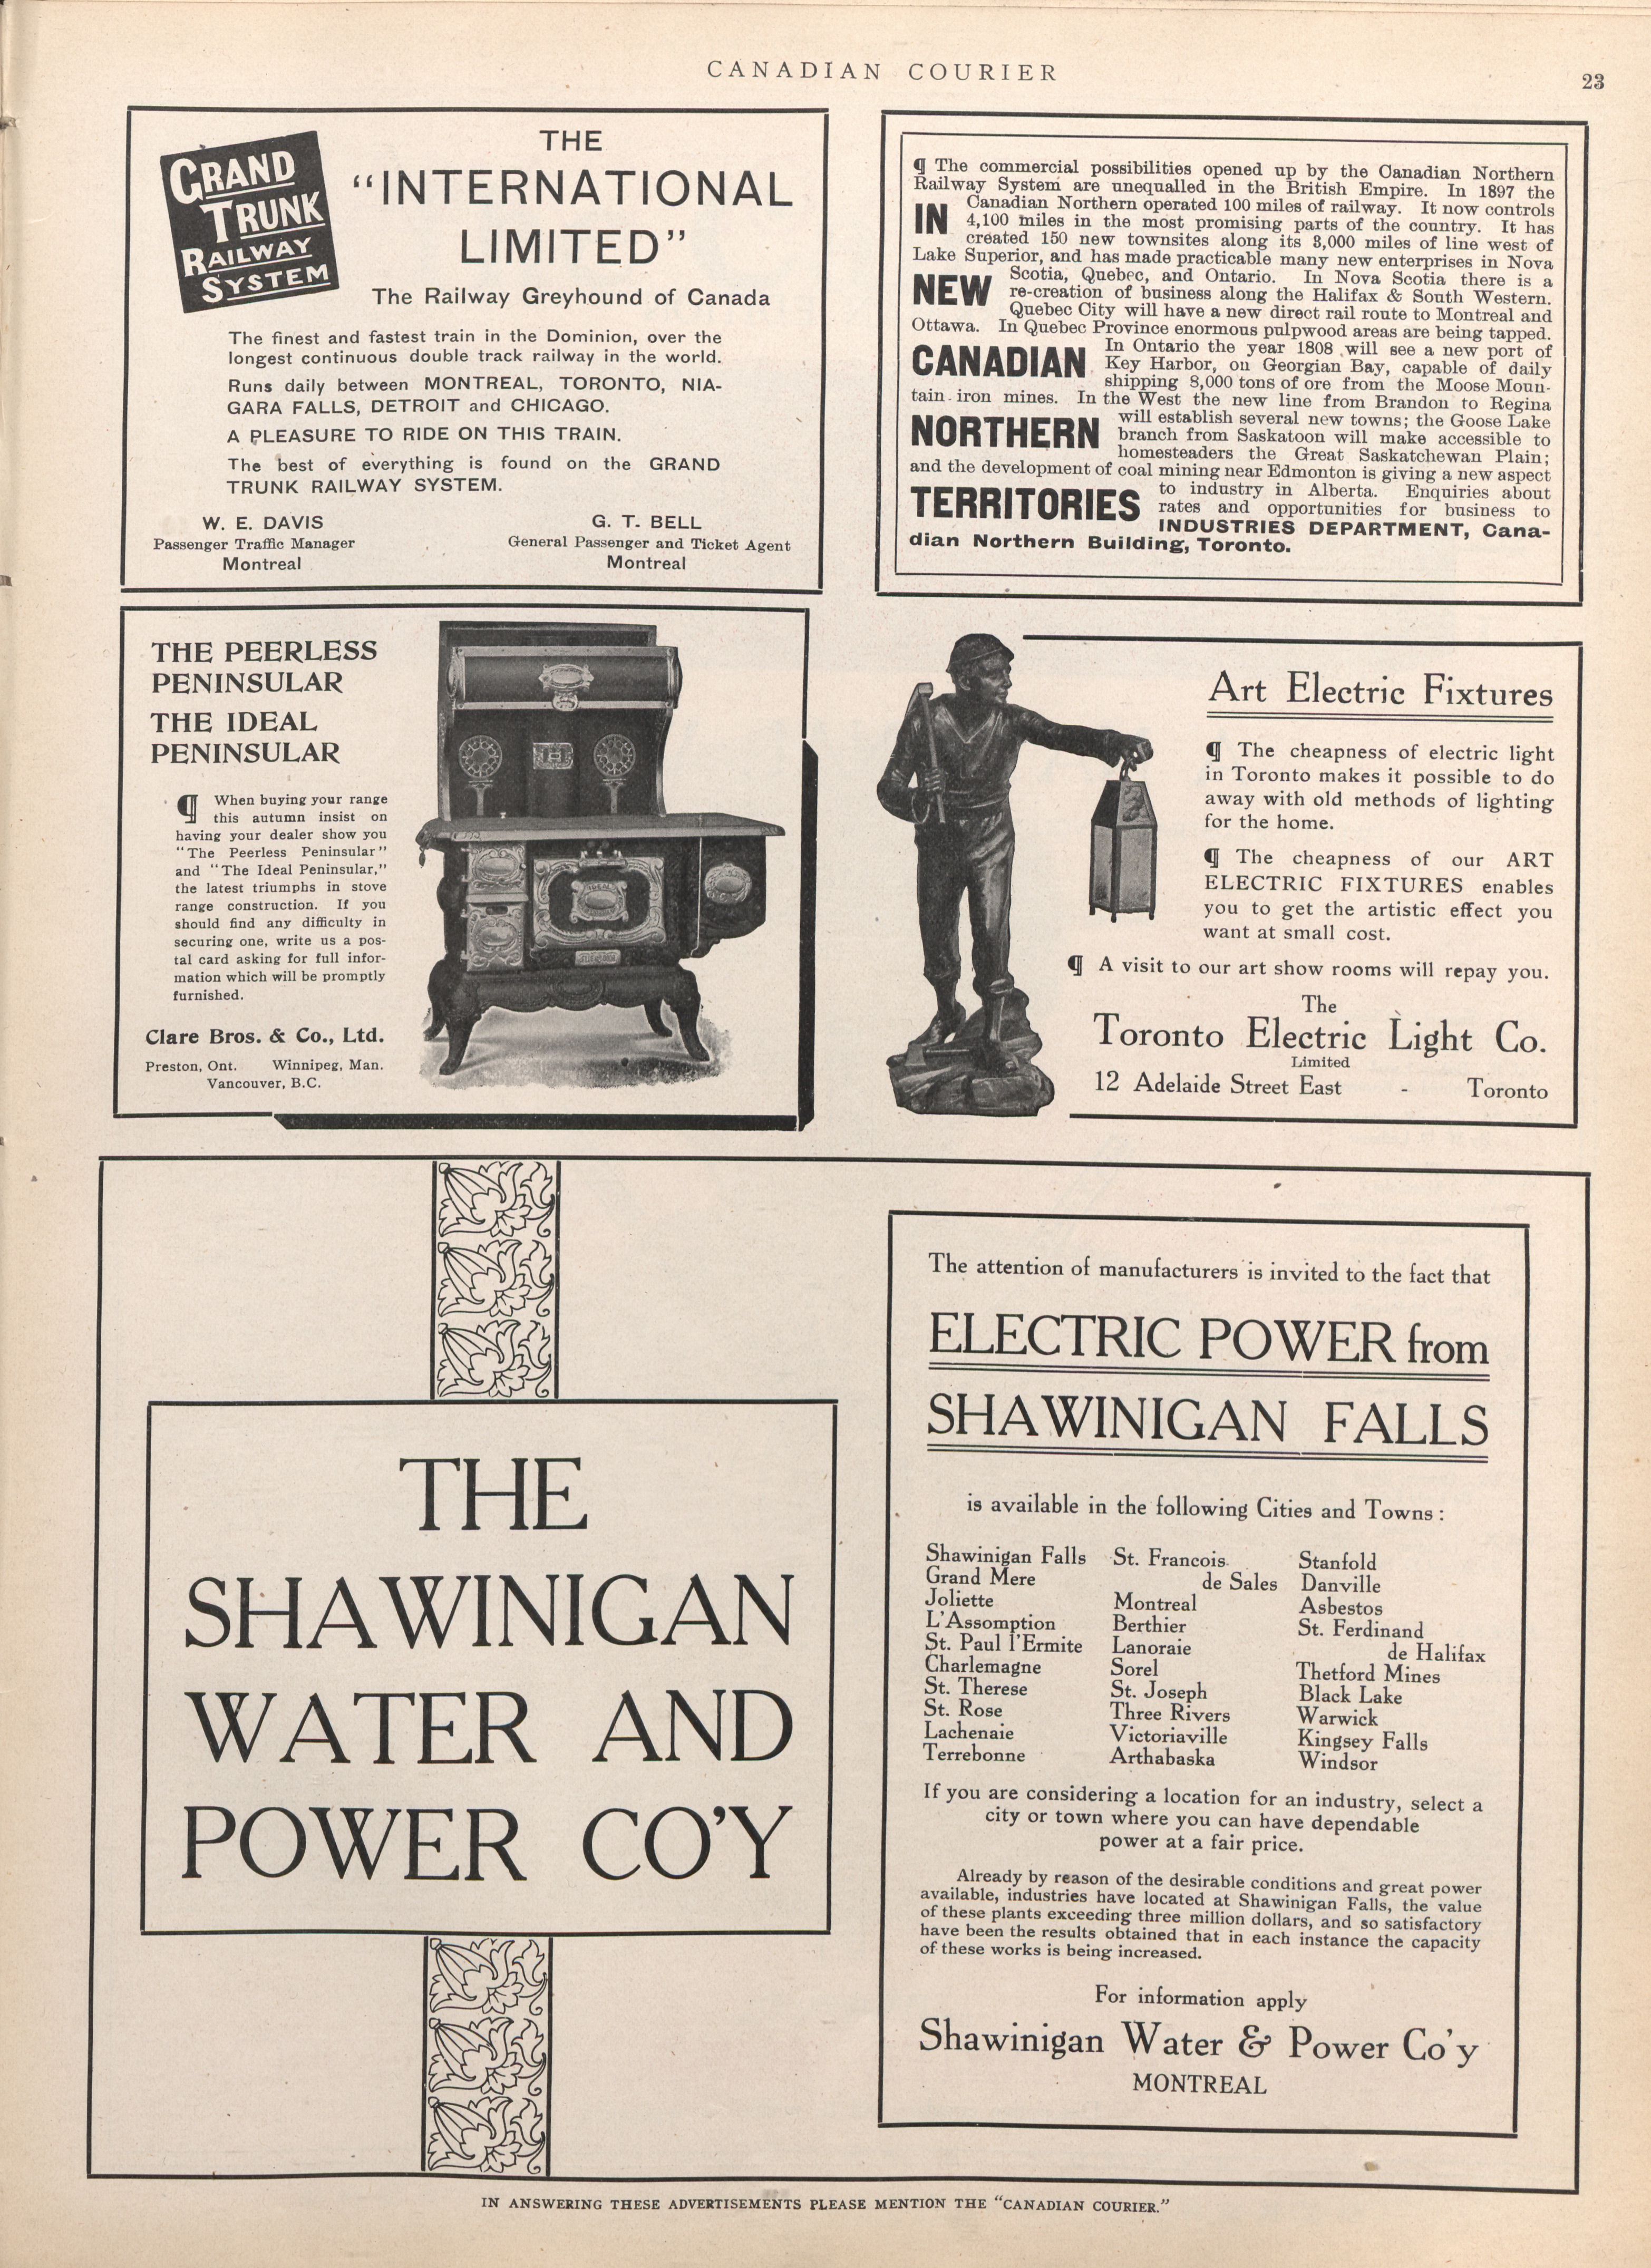 CANADIAN COURIER
23
GRAND
TRUNK
RAILWAY
SYSTEM
THE
"INTERNATIONAL
LIMITED"
The Railway Greyhound of Canada
The finest and fastest train in the Dominion, over the
longest continuous double track railway in the world.
Runs daily between MONTREAL, TORONTO, NIA-
GARA FALLS, DETROIT and CHICAGO.
A PLEASURE TO RIDE ON THIS TRAIN.
The best of everything is found on the GRAND
TRUNK RAILWAY SYSTEM.
W. E. DAVIS
Passenger Traffic Manager
Montreal
G. T. BELL
General Passenger and Ticket Agent
Montreal
¶ The commercial possibilities opened up by the Canadian Northern
Railway System are unequalled in the British Empire. In 1897 the
IN Canadian Northern operated 100 miles of railway. It now controls
4,100 miles in the most promising parts of the country. It has
created 150 new townsites along its 3,000 miles of line west of
Lake Superior, and has made practicable many new enterprises in Nova
NEW Scotia, Quebec, and Ontario. In Nova Scotia there is a
re-creation of business along the Halifax & South Western.
Quebec City will have a new direct rail route to Montreal and
Ottawa. In Quebec Province enormous pulpwood areas are being tapped.
CANADIAN In Ontario the year 1808 will see a new port of
Key Harbor, on Georgian Bay, capable of daily
shipping 8,000 tons of ore from the Moose Moun-
tain iron mines. In the West the new line from Brandon to Regina
NORTHERN will establish several new towns; the Goose Lake
branch from Saskatoon will make accessible to
homesteaders the Great Saskatchewan Plain;
and the development of coal mining near Edmonton is giving a new aspect
TERRITORIES to industry in Alberta. Enquiries about
rates and opportunities for business to
INDUSTRIES DEPARTMENT, Cana-
dian Northern Building, Toronto.
THE PEERLESS
PENINSULAR
THE IDEAL
PENINSULAR
¶ When buying your range
this autumn insist on
having your dealer show you
"The Peerless Peninsular"
and "The Ideal Peninsular,"
the latest triumphs in stove
range construction. If you
should find any difficulty in
securing one, write us a pos-
tal card asking for full infor-
mation which will be promptly
furnished.
Clare Bros. & Co., Ltd.
Preston, Ont. Winnipeg, Man.
Vancouver, B.C.
IDEAL
Art Electric Fixtures
¶ The cheapness of electric light
in Toronto makes it possible to do
away with old methods of lighting
for the home.
¶ The cheapness of our ART
ELECTRIC FIXTURES enables
you to get the artistic effect you
want at small cost.
¶ A visit to our art show rooms will repay you.
The
Toronto Electric Light Co.
Limited
12 Adelaide Street East - Toronto
THE
SHAWINIGAN
WATER AND
POWER CO'Y
The attention of manufacturers is invited to the fact that
ELECTRIC POWER from
SHAWINIGAN FALLS
is available in the following Cities and Towns :
Shawinigan Falls
Grand Mere
Joliette
L'Assomption
St. Paul l'Ermite
Charlemagne
St. Therese
St. Rose
Lachenaie
Terrebonne
St. Francois
de Sales
Montreal
Berthier
Lanoraie
Sorel
St. Joseph
Three Rivers
Victoriaville
Arthabaska
Stanfold
Danville
Asbestos
St. Ferdinand
de Halifax
Thetford Mines
Black Lake
Warwick
Kingsey Falls
Windsor
If you are considering a location for an industry, select a
city or town where you can have dependable
power at a fair price.
Already by reason of the desirable conditions and great power
available, industries have located at Shawinigan Falls, the value
of these plants exceeding three million dollars, and so satisfactory
have been the results obtained that in each instance the capacity
of these works is being increased.
For information apply
Shawinigan Water & Power Co'y
MONTREAL
IN ANSWERING THESE ADVERTISEMENTS PLEASE MENTION THE "CANADIAN COURIER."